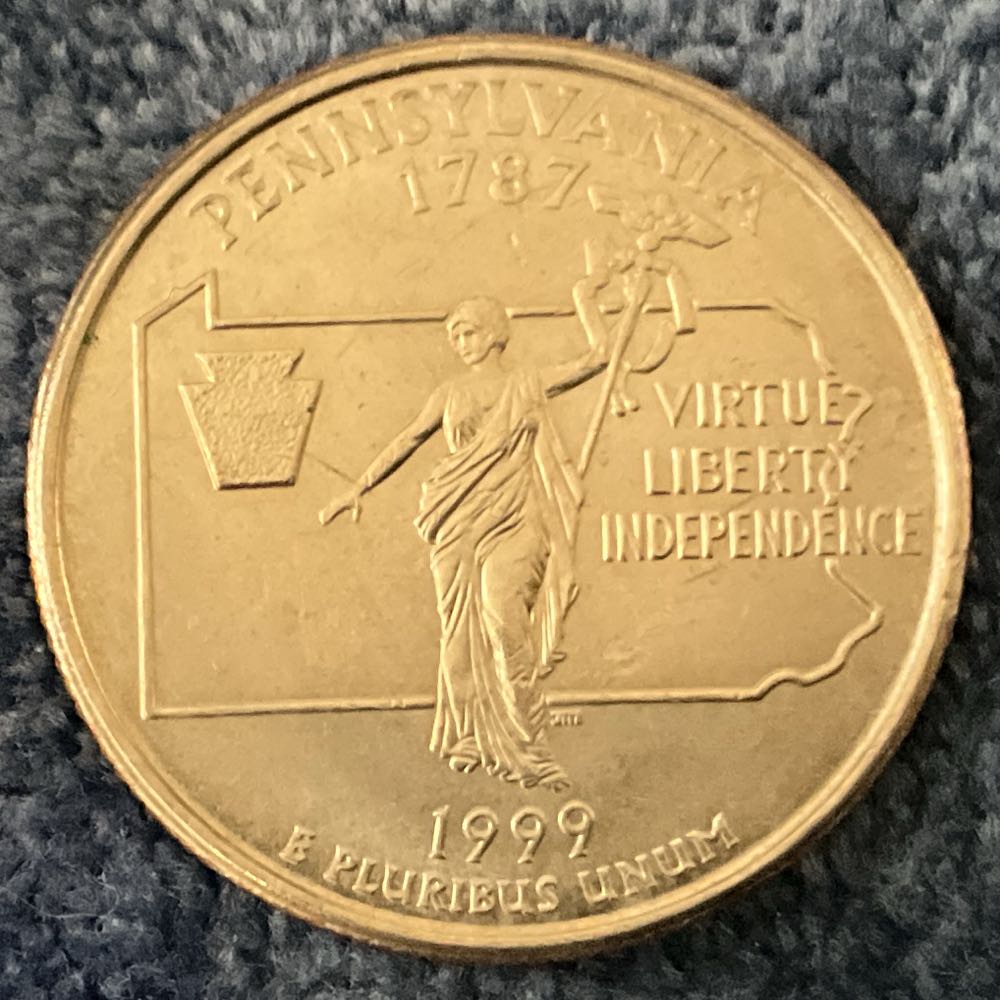 PENNSYLVANIA
1787
VIRTUE
LIBERTY
INDEPENDENCE
1999
E PLURIBUS UNUM